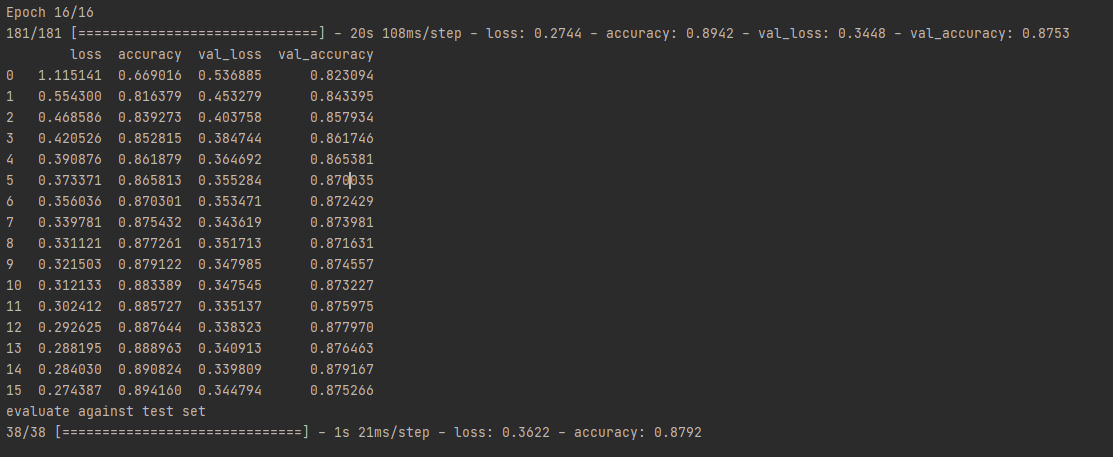 Epoch 16/16
181/181 [==============================] - 20s 108ms/step - loss: 0.2744 - accuracy: 0.8942 - val_loss: 0.3448 - val_accuracy: 0.8753
loss accuracy val_loss val_accuracy
0 1.115141 0.669016 0.536885 0.823094
1 0.554300 0.816379 0.453279 0.843395
2 0.468586 0.839273 0.403758 0.857934
3 0.420526 0.852815 0.384744 0.861746
4 0.390876 0.861879 0.364692 0.865381
5 0.373371 0.865813 0.355284 0.870035
6 0.356036 0.870301 0.353471 0.872429
7 0.339781 0.875432 0.343619 0.873981
8 0.331121 0.877261 0.351713 0.871631
9 0.321503 0.879122 0.347985 0.874557
10 0.312133 0.883389 0.347545 0.873227
11 0.302412 0.885727 0.335137 0.875975
12 0.292625 0.887644 0.338323 0.877970
13 0.288195 0.888963 0.340913 0.876463
14 0.284030 0.890824 0.339809 0.879167
15 0.274387 0.894160 0.344794 0.875266
evaluate against test set
38/38 [==============================] - 1s 21ms/step - loss: 0.3622 - accuracy: 0.8792